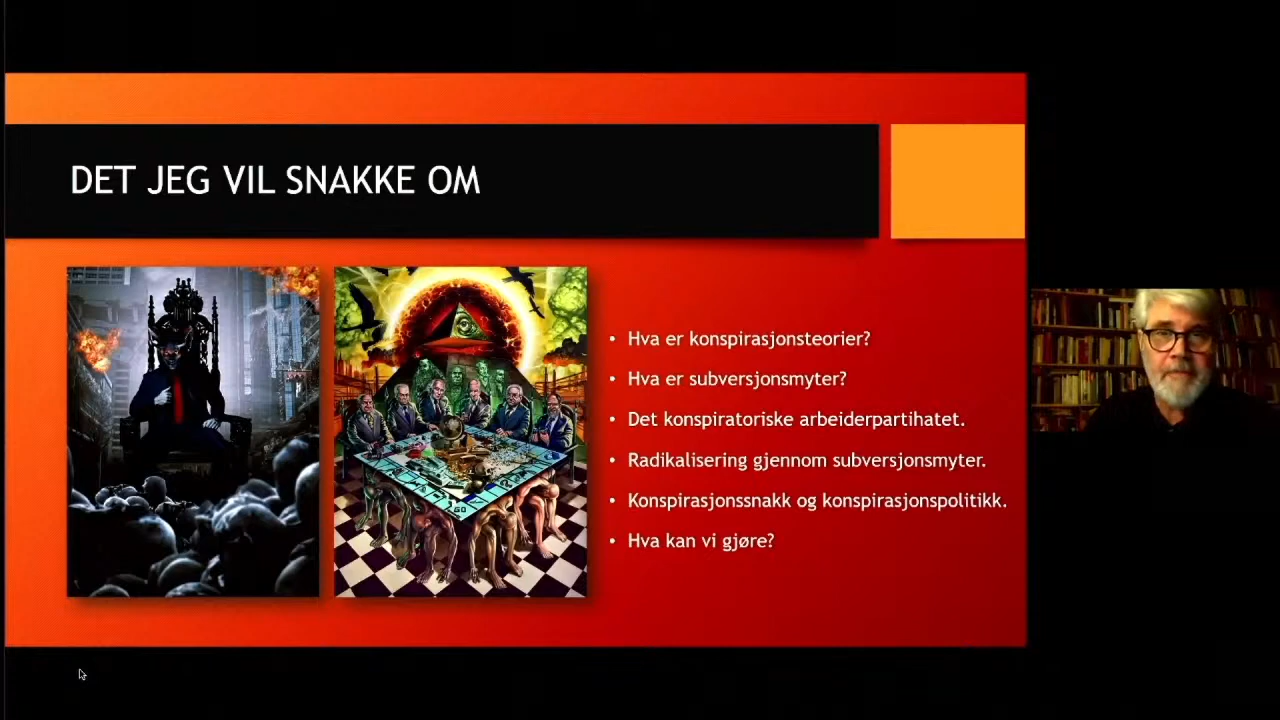 DET JEG VIL SNAKKE OM
• Hva er konspirasjonsteorier?
• Hva er subversjonsmyter?
• Det konspiratoriske arbeiderpartihatet.
• Radikalisering gjennom subversjonsmyter.
• Konspirasjonssnakk og konspirasjonspolitikk.
• Hva kan vi gjøre?
GO